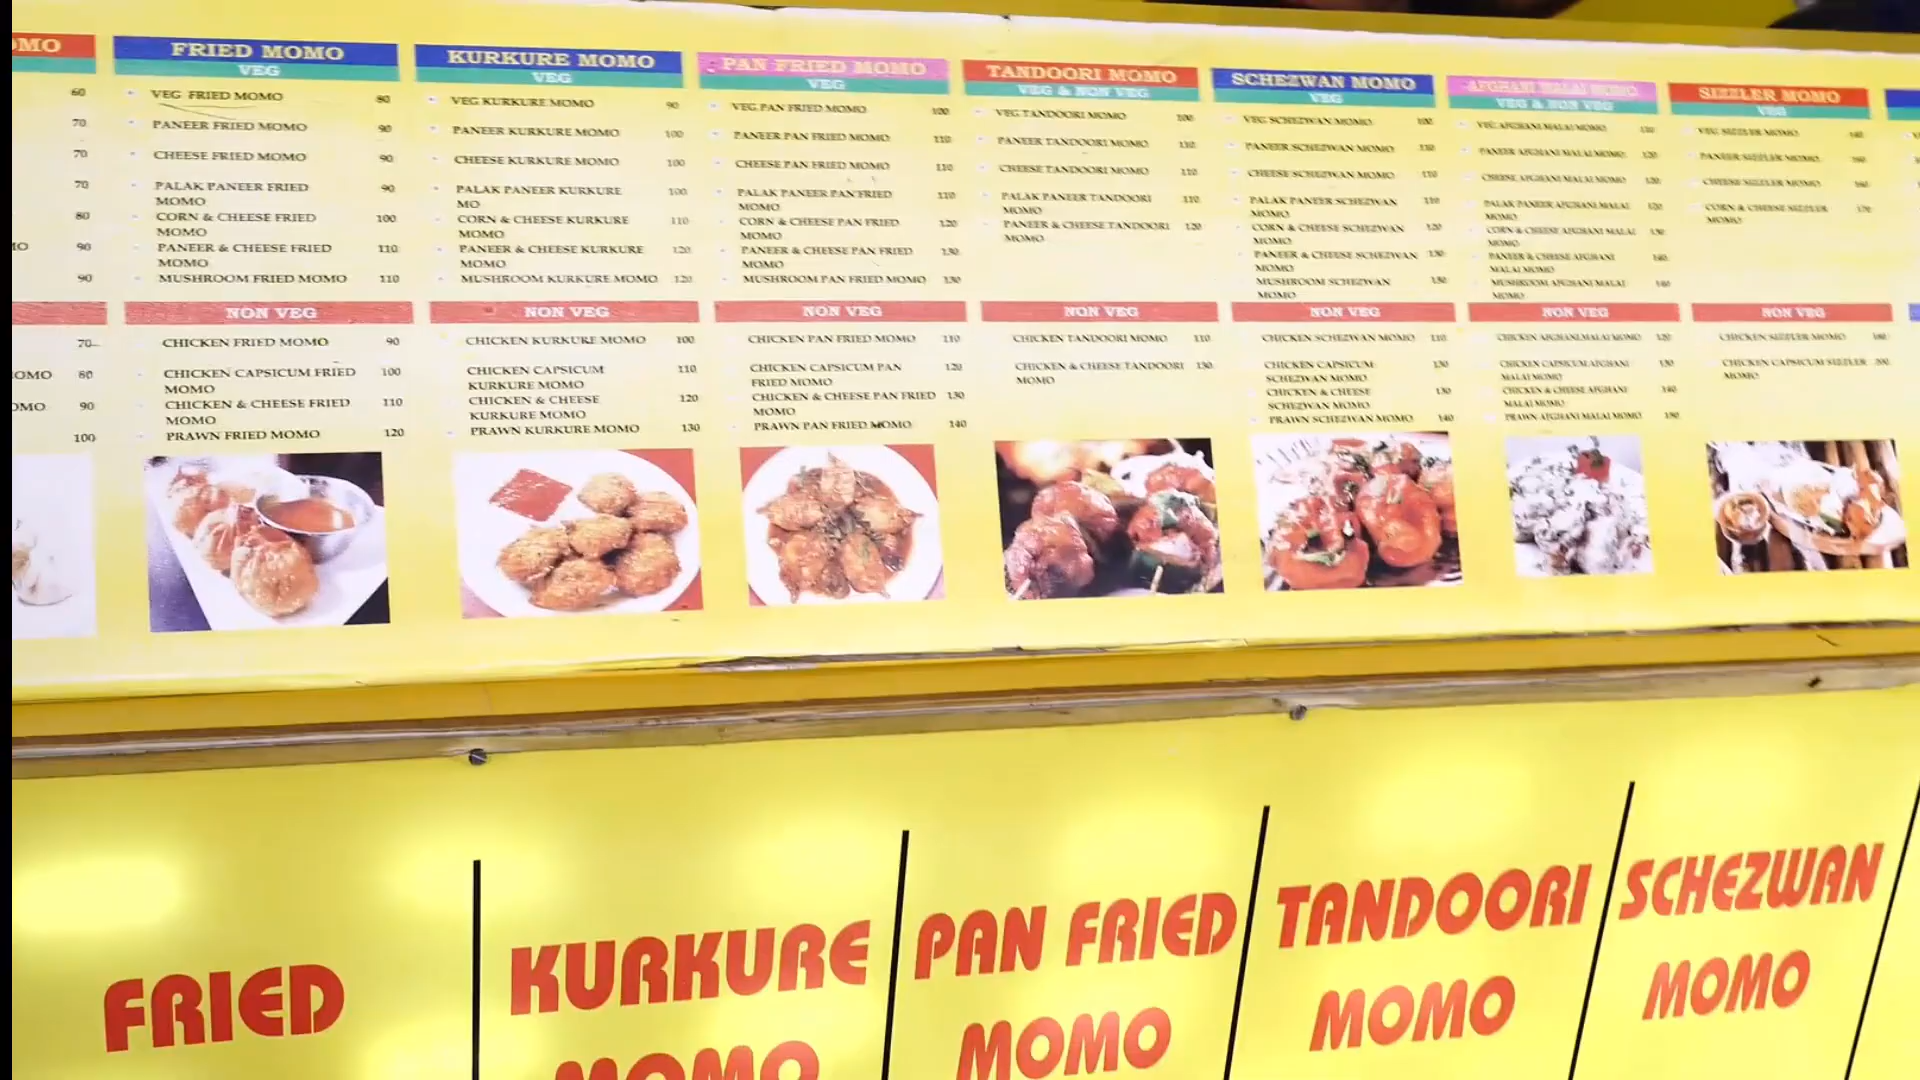 OMO
60
70
70
70
80
MO 90
90
70
OMO 80
OMO 90
100
FRIED MOMO
VEG
VEG FRIED MOMO 80
PANEER FRIED MOMO 90
CHEESE FRIED MOMO 90
PALAK PANEER FRIED 90
MOMO
CORN & CHEESE FRIED 100
MOMO
PANEER & CHEESE FRIED 110
MOMO
MUSHROOM FRIED MOMO 110
NON VEG
CHICKEN FRIED MOMO 90
CHICKEN CAPSICUM FRIED 100
MOMO
CHICKEN & CHEESE FRIED 110
MOMO
PRAWN FRIED MOMO 120
KURKURE MOMO
VEG
VEG KURKURE MOMO 90
PANEER KURKURE MOMO 100
CHEESE KURKURE MOMO 100
PALAK PANEER KURKURE 100
MO
CORN & CHEESE KURKURE 110
MOMO
PANEER & CHEESE KURKURE 120
MOMO
MUSHROOM KURKURE MOMO 120
NON VEG
CHICKEN KURKURE MOMO 100
CHICKEN CAPSICUM 110
KURKURE MOMO
CHICKEN & CHEESE 120
KURKURE MOMO
PRAWN KURKURE MOMO 130
PAN FRIED MOMO
VEG
VEG PAN FRIED MOMO 100
PANEER PAN FRIED MOMO 110
CHEESE PAN FRIED MOMO 110
PALAK PANEER PAN FRIED 110
MOMO
CORN & CHEESE PAN FRIED 120
MOMO
PANEER & CHEESE PAN FRIED 130
MOMO
MUSHROOM PAN FRIED MOMO 130
NON VEG
CHICKEN PAN FRIED MOMO 110
CHICKEN CAPSICUM PAN 120
FRIED MOMO
CHICKEN & CHEESE PAN FRIED 130
MOMO
PRAWN PAN FRIED MOMO 140
TANDOORI MOMO
VEG & NON VEG
VEG TANDOORI MOMO 100
PANEER TANDOORI MOMO 110
CHEESE TANDOORI MOMO 110
PALAK PANEER TANDOORI 110
MOMO
PANEER & CHEESE TANDOORI 120
MOMO
NON VEG
CHICKEN TANDOORI MOMO 110
CHICKEN & CHEESE TANDOORI 130
MOMO
SCHEZWAN MOMO
VEG
VEG SCHEZWAN MOMO 100
PANEER SCHEZWAN MOMO 110
CHEESE SCHEZWAN MOMO 110
PALAK PANEER SCHEZWAN 110
MOMO
CORN & CHEESE SCHEZWAN 120
MOMO
PANEER & CHEESE SCHEZWAN 130
MOMO
MUSHROOM SCHEZWAN 130
MOMO
NON VEG
CHICKEN SCHEZWAN MOMO 110
CHICKEN CAPSICUM 130
SCHEZWAN MOMO
CHICKEN & CHEESE 130
SCHEZWAN MOMO
PRAWN SCHEZWAN MOMO 140
AFGHANI MALAI MOMO
VEG & NON VEG
VEG AFGHANI MALAI MOMO 110
PANEER AFGHANI MALAI MOMO 120
CHEESE AFGHANI MALAI MOMO 120
PALAK PANEER AFGHANI MALAI 120
MOMO
CORN & CHEESE AFGHANI MALAI 130
MOMO
PANEER & CHEESE AFGHANI 140
MALAI MOMO
MUSHROOM AFGHANI MALAI 140
MOMO
NON VEG
CHICKEN AFGHANI MALAI MOMO 120
CHICKEN CAPSICUM AFGHANI 130
MALAI MOMO
CHICKEN & CHEESE AFGHANI 140
MALAI MOMO
PRAWN AFGHANI MALAI MOMO 150
SIZZLER MOMO
VEG
VEG SIZZLER MOMO
PANEER SIZZLER MOMO
CHEESE SIZZLER MOMO
CORN & CHEESE SIZZLER
MOMO
NON VEG
CHICKEN SIZZLER MOMO
CHICKEN CAPSICUM SIZZLER
MOMO
FRIED
KURKURE
MOMO
PAN FRIED
MOMO
TANDOORI
MOMO
SCHEZWAN
MOMO